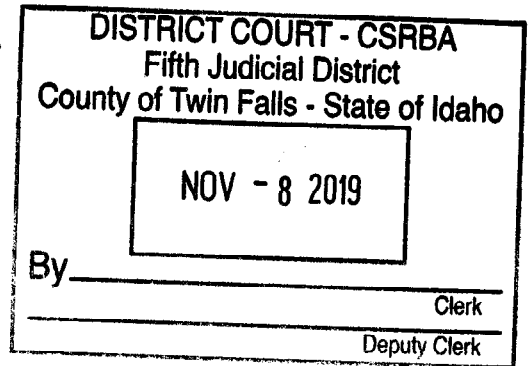 DISTRICT COURT - CSRBA
Fifth Judicial District
County of Twin Falls - State of Idaho
NOV - 8 2019
By
Clerk
Deputy Clerk